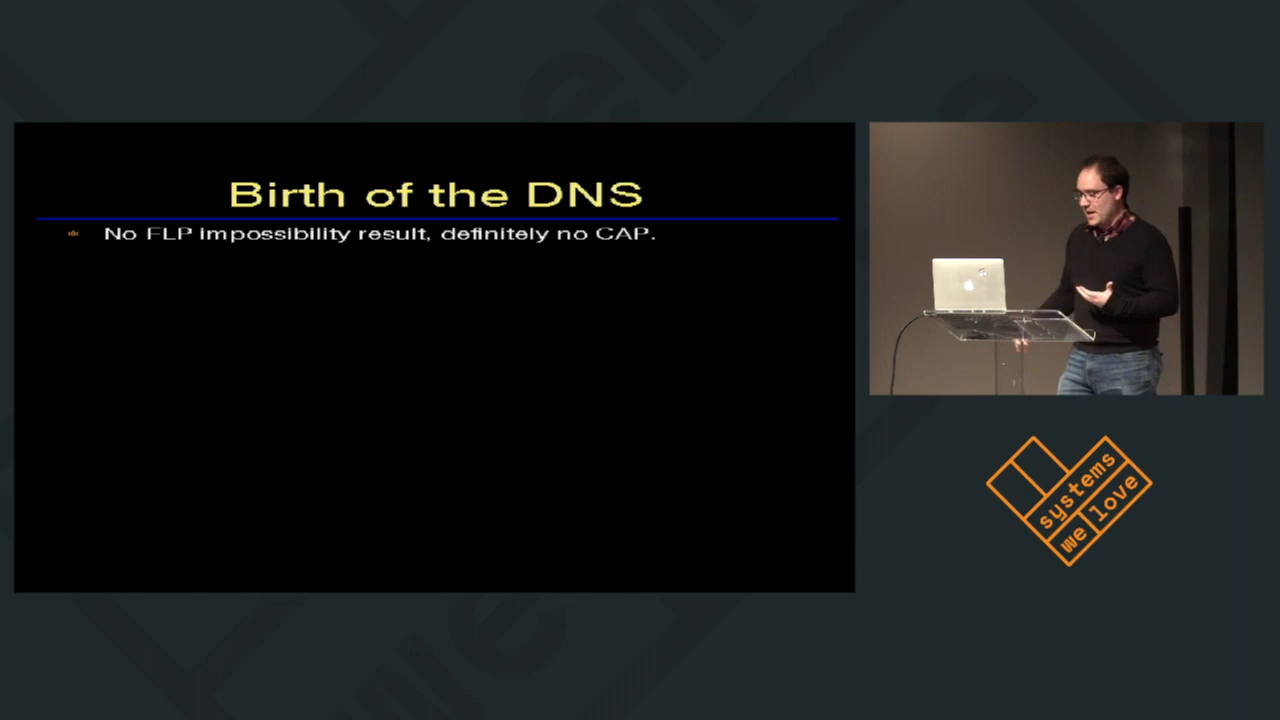 Birth of the DNS
No FLP impossibility result, definitely no CAP.
systems
we love